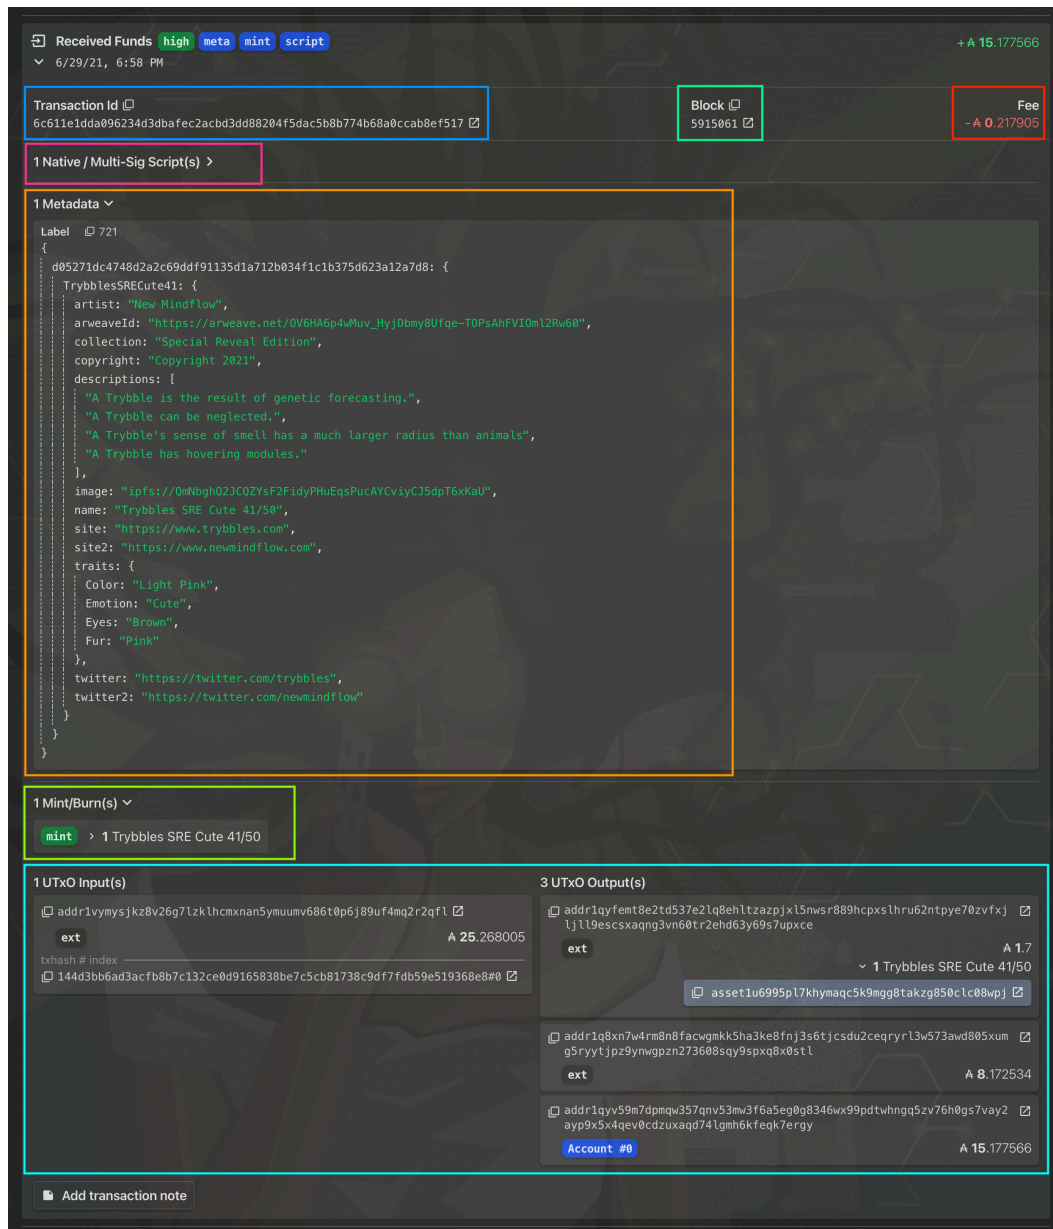 Received Funds high meta mint script
+₳ 15.177566
6/29/21, 6:58 PM
Transaction Id
6c611e1dda096234d3dbafec2acbd3dd88204f5dac5b8b774b68a0ccab8ef517
Block
5915061
Fee
-₳ 0.217905
1 Native / Multi-Sig Script(s)
1 Metadata
Label 721
{
d05271dc4748d2a2c69ddf91135d1a712b034f1c1b375d623a12a7d8: {
TrybblesSRECute41: {
artist: "New Mindflow",
arweaveId: "https://arweave.net/OV6HA6p4wMuv_HyjDbmy8Ufqe-TOPsAhFVIOml2Rw60",
collection: "Special Reveal Edition",
copyright: "Copyright 2021",
descriptions: [
"A Trybble is the result of genetic forecasting.",
"A Trybble can be neglected.",
"A Trybble's sense of smell has a much larger radius than animals",
"A Trybble has hovering modules."
],
image: "ipfs://QmNbghQ2JCQZYsF2FidyPHuEqsPucAYCviyCJ5dpT6xKaU",
name: "Trybbles SRE Cute 41/50",
site: "https://www.trybbles.com",
site2: "https://www.newmindflow.com",
traits: {
Color: "Light Pink",
Emotion: "Cute",
Eyes: "Brown",
Fur: "Pink"
},
twitter: "https://twitter.com/trybbles",
twitter2: "https://twitter.com/newmindflow"
}
}
}
1 Mint/Burn(s)
mint > 1 Trybbles SRE Cute 41/50
1 UTxO Input(s)
addr1vymysjkz8v26g7lzklhcmxnan5ymuumv686t0p6j89uf4mq2r2qfl
ext ₳ 25.268005
txhash # index
144d3bb6ad3acfb8b7c132ce0d9165838be7c5cb81738c9df7fdb59e519368e8#0
3 UTxO Output(s)
addr1qyfemt8e2td537e2lq8ehltzazpjxl5nwsr889hcpxslhru62ntpye70zvfxj
ljll9escsxaqng3vn60tr2ehd63y69s7upxce
ext ₳ 1.7
1 Trybbles SRE Cute 41/50
asset1u6995pl7khymaqc5k9mgg8takzg850clc08wpj
addr1q8xn7w4rm8n8facwgmkk5ha3ke8fnj3s6tjcsdu2ceqryrl3w573awd805xum
g5ryytjpz9ynwgpzn273608sqy9spxq8x0stl
ext ₳ 8.172534
addr1qyv59m7dpmqw357qnv53mw3f6a5eg0g8346wx99pdtwhngq5zv76h0gs7vay2
ayp9x5x4qev0cdzuxaqd74lgmh6kfeqk7ergy
Account #0 ₳ 15.177566
Add transaction note